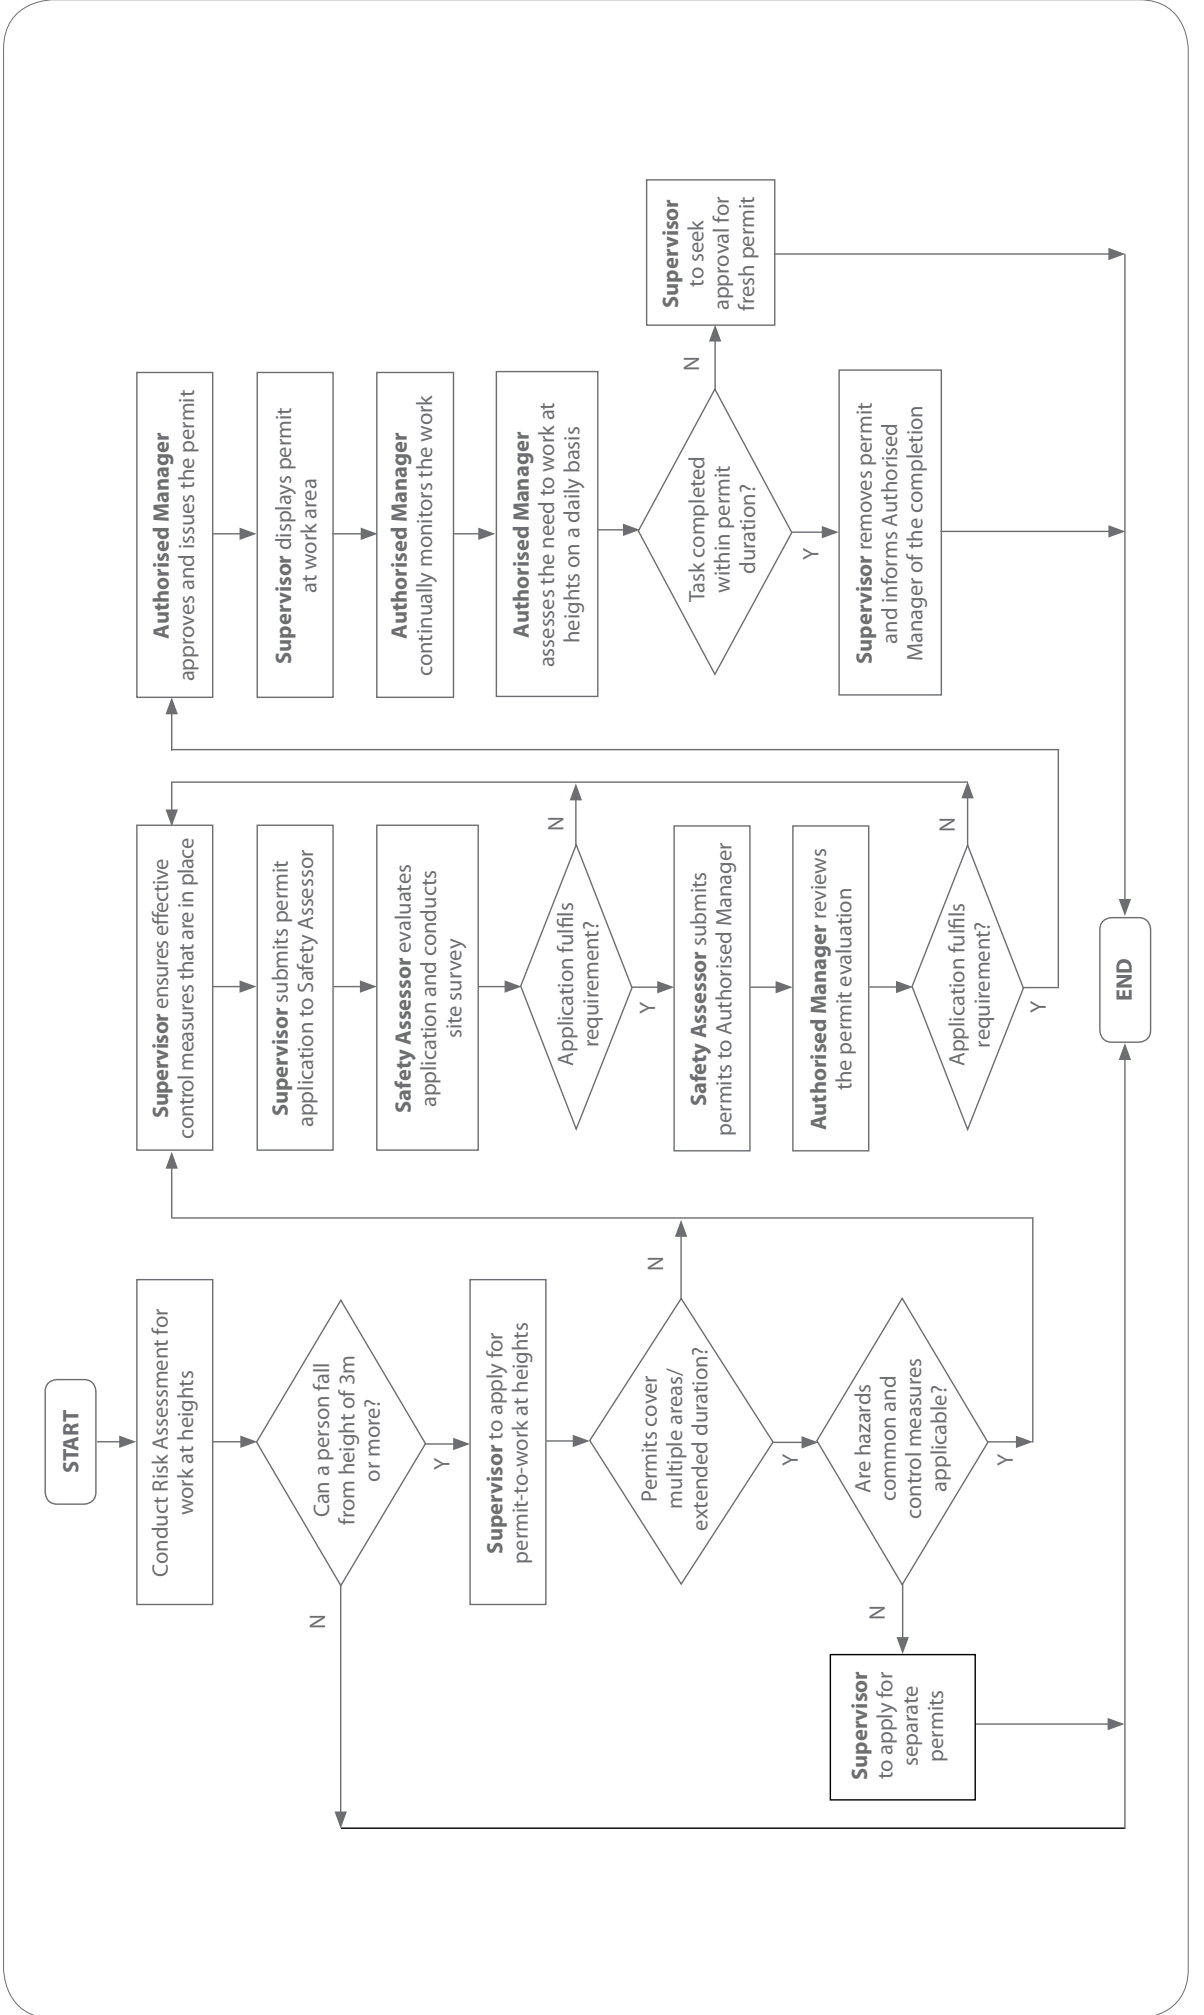 START
Conduct Risk Assessment for
work at heights
Can a person fall
from height of 3m
or more?
N
Y
Supervisor to apply for
permit-to-work at heights
Permits cover
multiple areas/
extended duration?
N
Y
Are hazards
common and
control measures
applicable?
N
Y
Supervisor
to apply for
separate
permits
Supervisor ensures effective
control measures that are in place
Supervisor submits permit
application to Safety Assessor
Safety Assessor evaluates
application and conducts
site survey
Application fulfils
requirement?
N
Y
Safety Assessor submits
permits to Authorised Manager
Authorised Manager reviews
the permit evaluation
Application fulfils
requirement?
N
Y
Authorised Manager
approves and issues the permit
Supervisor displays permit
at work area
Authorised Manager
continually monitors the work
Authorised Manager
assesses the need to work at
heights on a daily basis
Task completed
within permit
duration?
N
Y
Supervisor
to seek
approval for
fresh permit
Supervisor removes permit
and informs Authorised
Manager of the completion
END